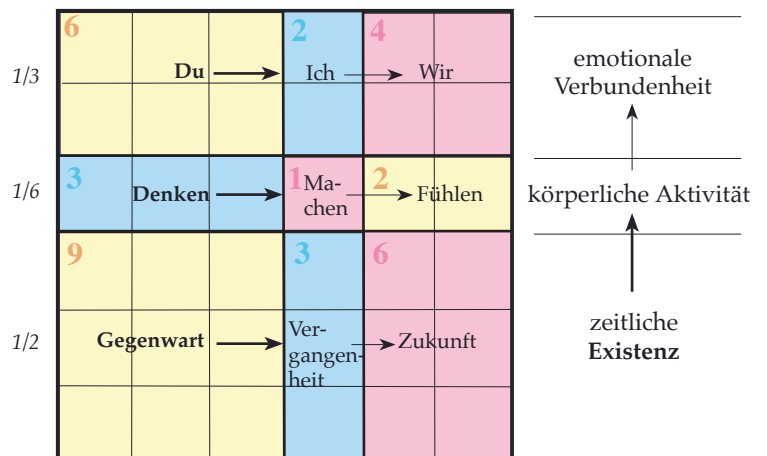 6 2 4
emotionale
Verbundenheit
1/3 Du Ich Wir
3 1 2
1/6 Denken Ma-
chen Fühlen
körperliche Aktivität
9 3 6
1/2 Gegenwart Ver-
gangen-
heit Zukunft
zeitliche
Existenz